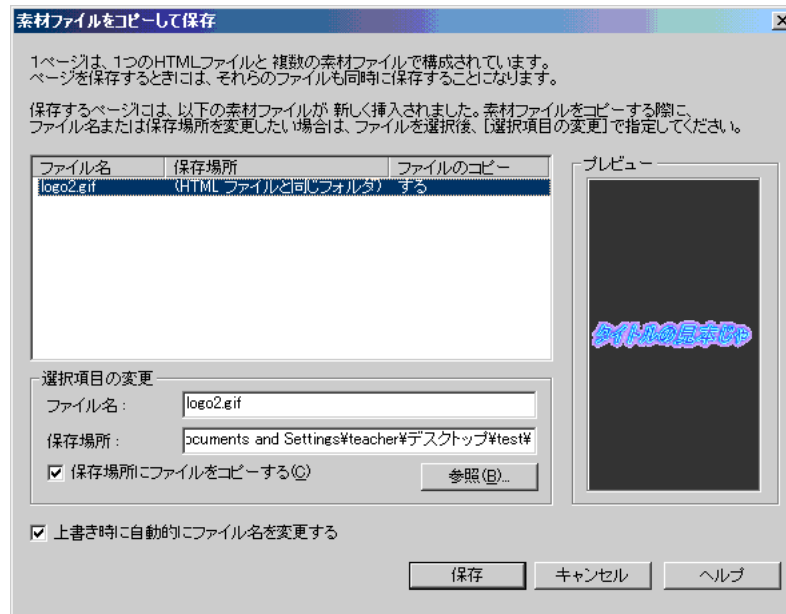 素材ファイルをコピーして保存
1ページは、1つのHTMLファイルと 複数の素材ファイルで構成されています。
ページを保存するときには、それらのファイルも同時に保存することになります。
保存するページには、以下の素材ファイルが 新しく挿入されました。素材ファイルをコピーする際に、
ファイル名または保存場所を変更したい場合は、ファイルを選択後、[選択項目の変更]で指定してください。
ファイル名 保存場所 ファイルのコピー
logo2.gif (HTML ファイルと同じフォルダ) する
プレビュー
タイトルの見本じゃ
選択項目の変更
ファイル名: logo2.gif
保存場所: ocuments and Settings¥teacher¥デスクトップ¥test¥
保存場所にファイルをコピーする(C) 参照(B)...
上書き時に自動的にファイル名を変更する
保存 キャンセル ヘルプ